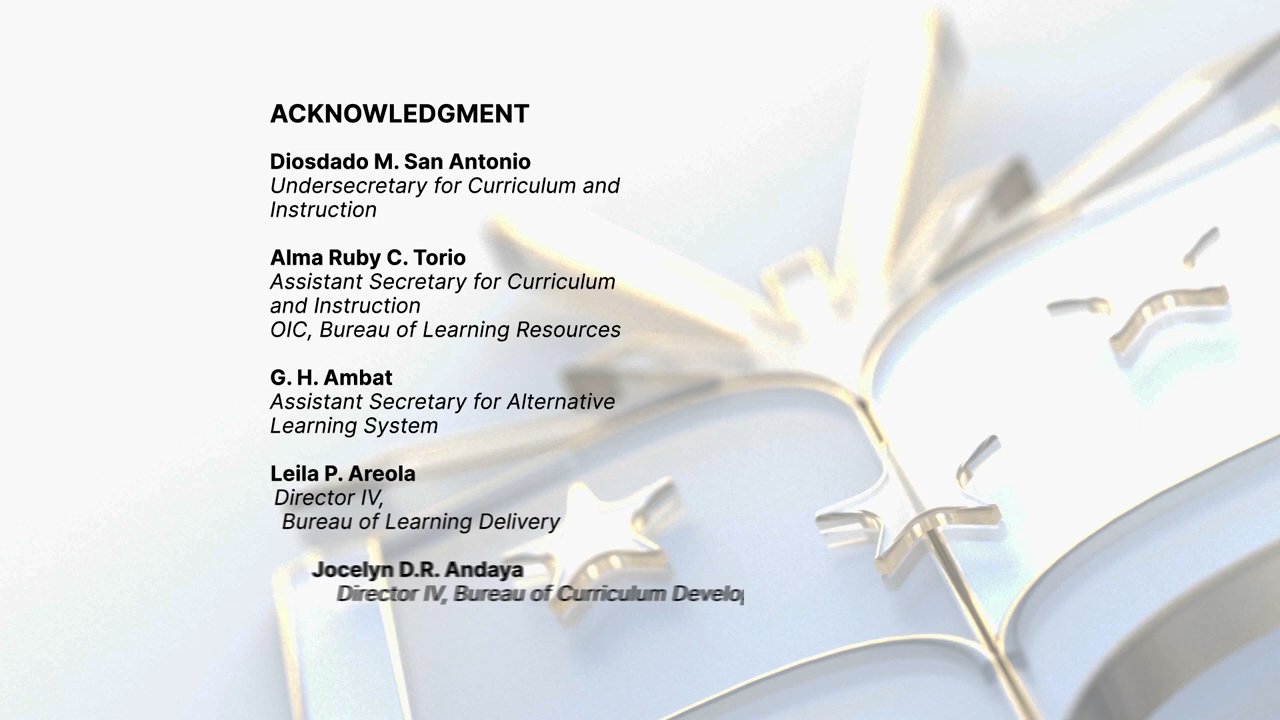 ACKNOWLEDGMENT
Diosdado M. San Antonio
Undersecretary for Curriculum and
Instruction
Alma Ruby C. Torio
Assistant Secretary for Curriculum
and Instruction
OIC, Bureau of Learning Resources
G. H. Ambat
Assistant Secretary for Alternative
Learning System
Leila P. Areola
Director IV,
Bureau of Learning Delivery
Jocelyn D.R. Andaya
Director IV, Bureau of Curriculum